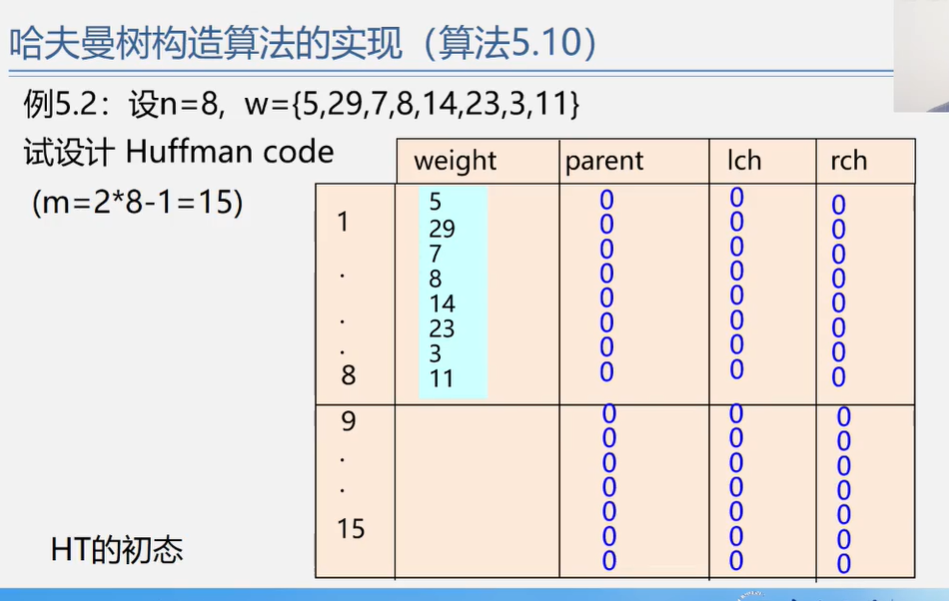 哈夫曼树构造算法的实现（算法5.10）
例5.2：设n=8, w={5,29,7,8,14,23,3,11}
试设计 Huffman code
(m=2*8-1=15)
weight parent lch rch
1 5 0 0 0
29 0 0 0
. 7 0 0 0
8 0 0 0
. 14 0 0 0
23 0 0 0
. 3 0 0 0
8 11 0 0 0
9 0 0 0
0 0 0
. 0 0 0
. 0 0 0
0 0 0
15 0 0 0
0 0 0
HT的初态